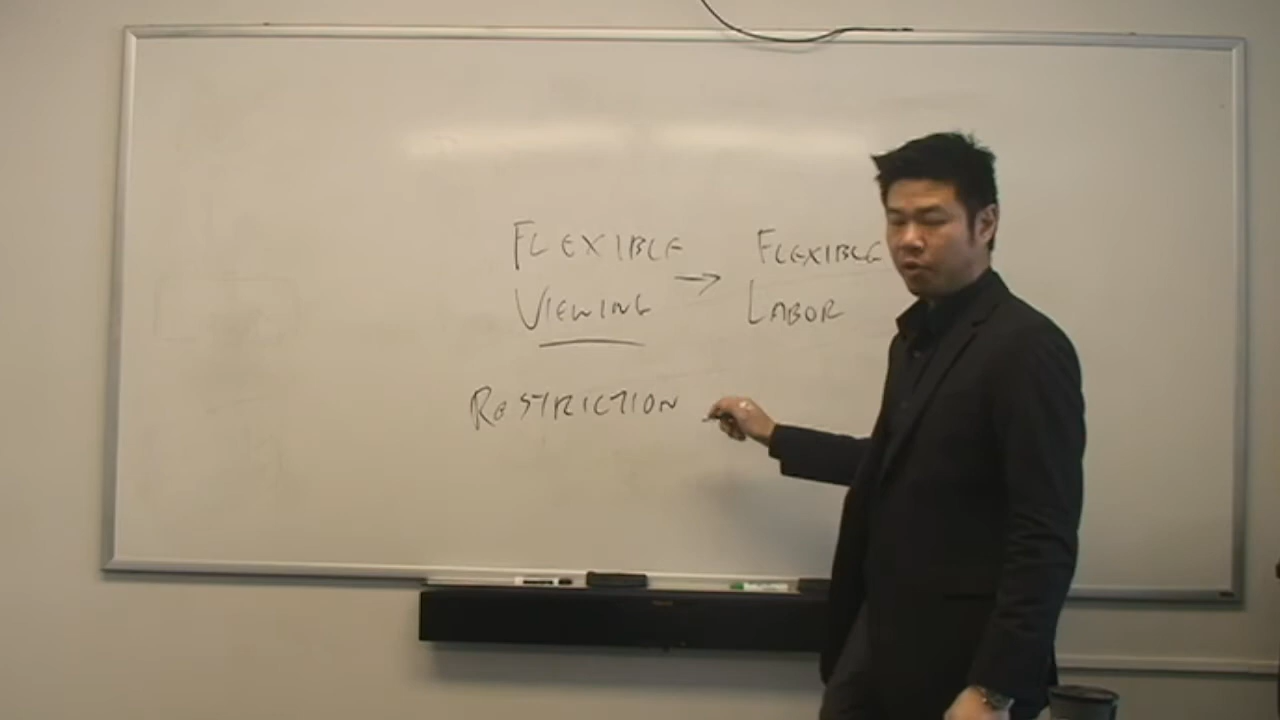 FLEXIBLE
VIEWING
→ FLEXIBLE
LABOR
RESTRICTION